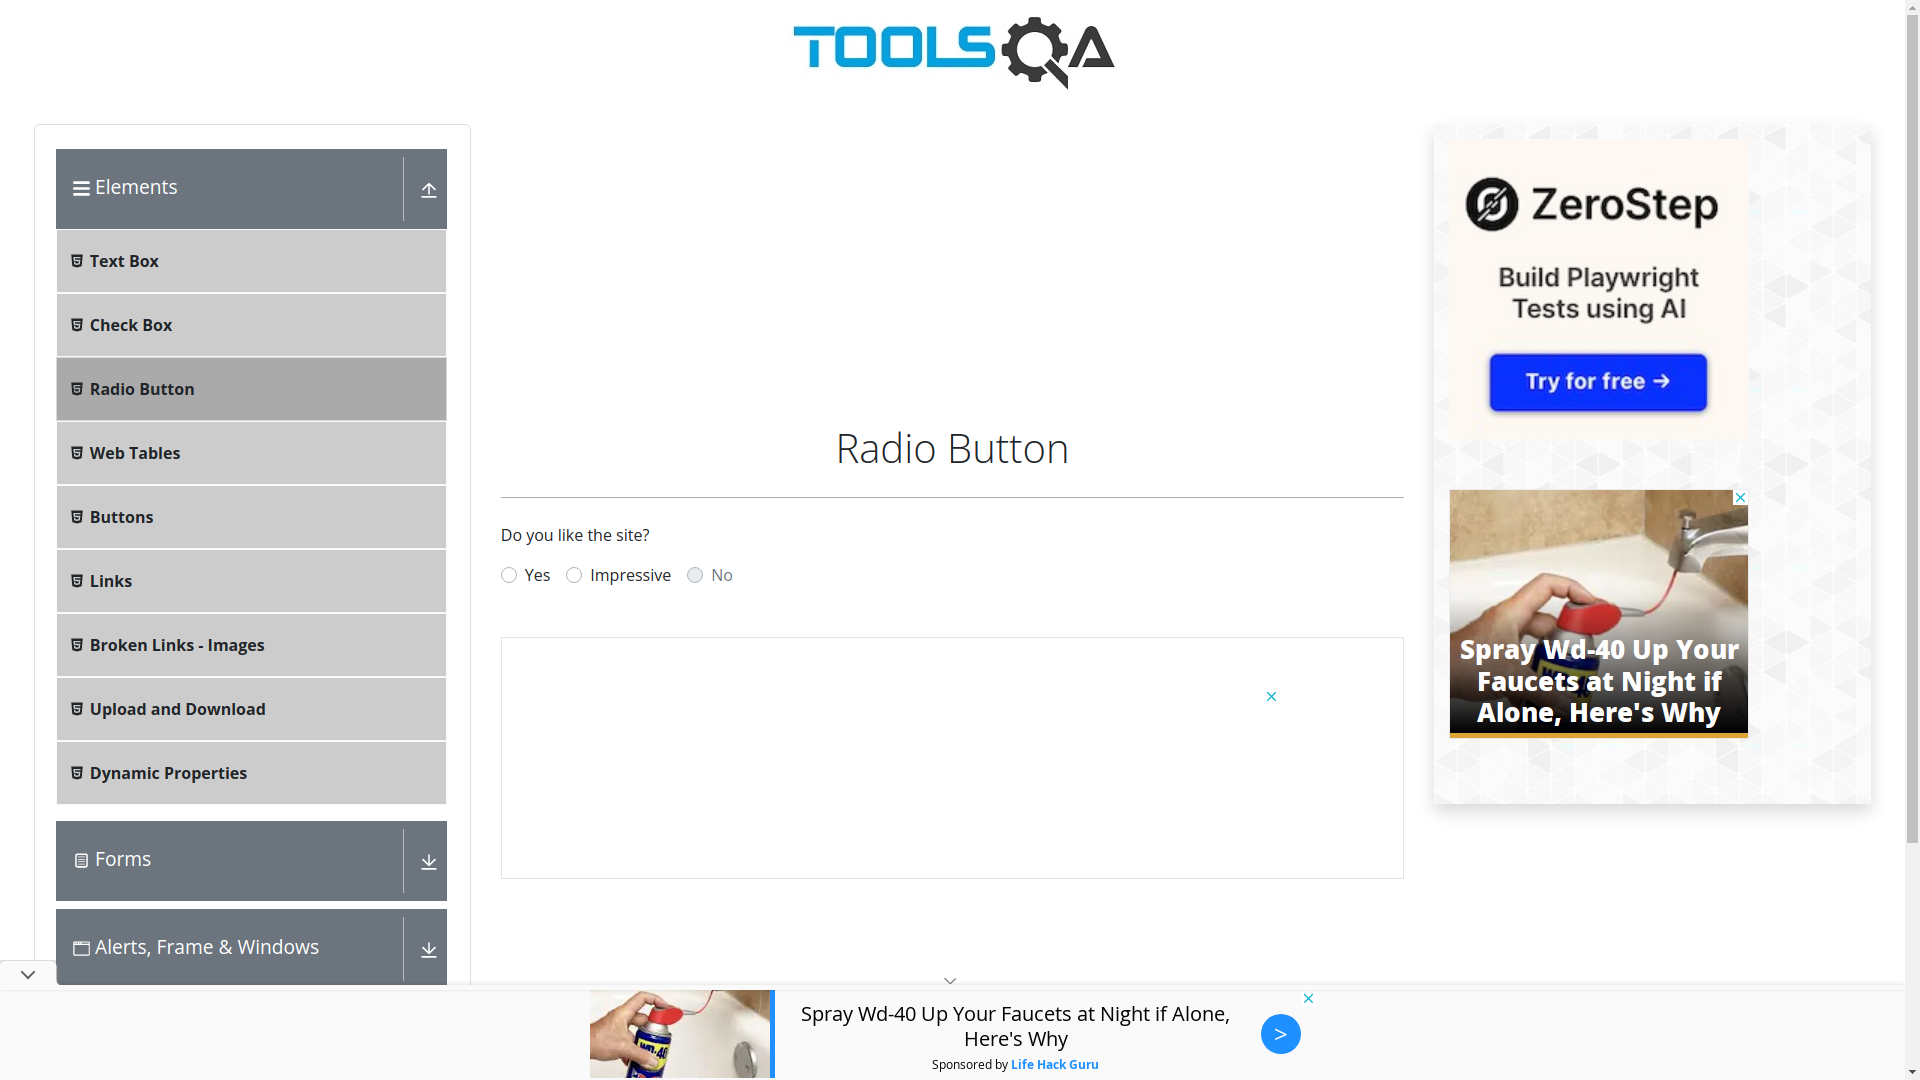 TOOLSQA
Elements
Text Box
Check Box
Radio Button
Web Tables
Buttons
Links
Broken Links - Images
Upload and Download
Dynamic Properties
Forms
Alerts, Frame & Windows
Radio Button
Do you like the site?
Yes
Impressive
No
ZeroStep
Build Playwright
Tests using AI
Try for free →
Spray Wd-40 Up Your
Faucets at Night if
Alone, Here's Why
WD-40
Spray Wd-40 Up Your Faucets at Night if Alone,
Here's Why
Sponsored by Life Hack Guru
>